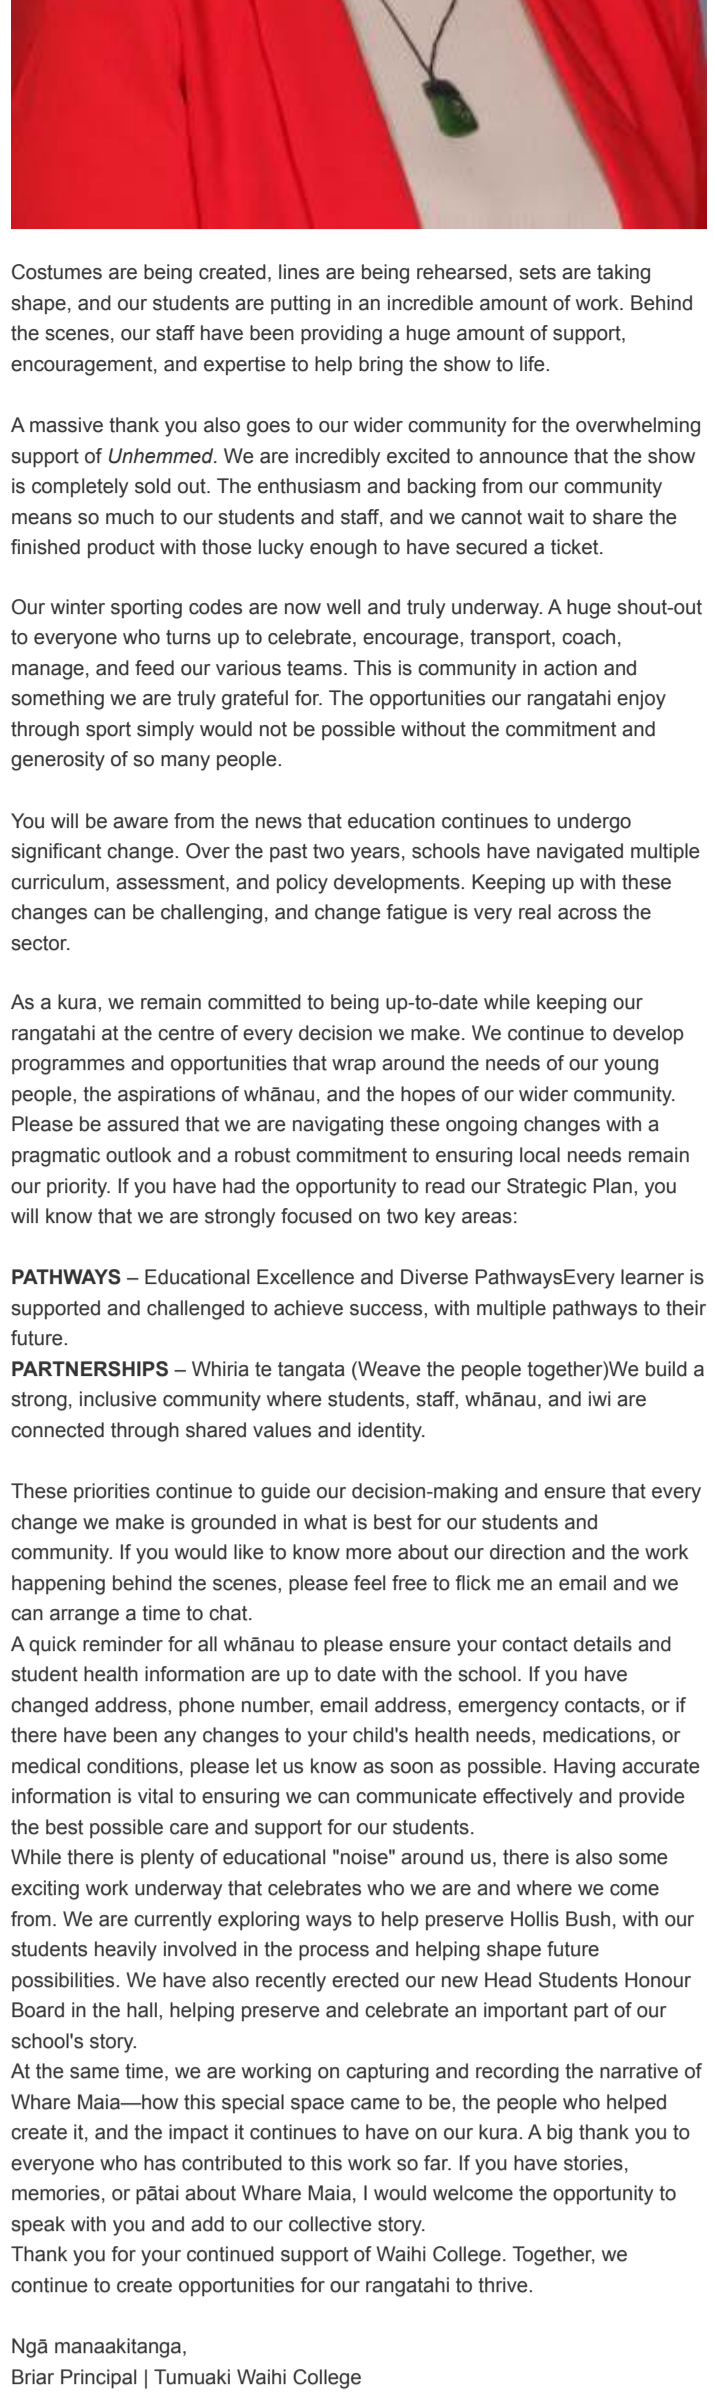 Costumes are being created, lines are being rehearsed, sets are taking
shape, and our students are putting in an incredible amount of work. Behind
the scenes, our staff have been providing a huge amount of support,
encouragement, and expertise to help bring the show to life.
A massive thank you also goes to our wider community for the overwhelming
support of Unhemmed. We are incredibly excited to announce that the show
is completely sold out. The enthusiasm and backing from our community
means so much to our students and staff, and we cannot wait to share the
finished product with those lucky enough to have secured a ticket.
Our winter sporting codes are now well and truly underway. A huge shout-out
to everyone who turns up to celebrate, encourage, transport, coach,
manage, and feed our various teams. This is community in action and
something we are truly grateful for. The opportunities our rangatahi enjoy
through sport simply would not be possible without the commitment and
generosity of so many people.
You will be aware from the news that education continues to undergo
significant change. Over the past two years, schools have navigated multiple
curriculum, assessment, and policy developments. Keeping up with these
changes can be challenging, and change fatigue is very real across the
sector.
As a kura, we remain committed to being up-to-date while keeping our
rangatahi at the centre of every decision we make. We continue to develop
programmes and opportunities that wrap around the needs of our young
people, the aspirations of whānau, and the hopes of our wider community.
Please be assured that we are navigating these ongoing changes with a
pragmatic outlook and a robust commitment to ensuring local needs remain
our priority. If you have had the opportunity to read our Strategic Plan, you
will know that we are strongly focused on two key areas:
PATHWAYS – Educational Excellence and Diverse PathwaysEvery learner is
supported and challenged to achieve success, with multiple pathways to their
future.
PARTNERSHIPS – Whiria te tangata (Weave the people together)We build a
strong, inclusive community where students, staff, whānau, and iwi are
connected through shared values and identity.
These priorities continue to guide our decision-making and ensure that every
change we make is grounded in what is best for our students and
community. If you would like to know more about our direction and the work
happening behind the scenes, please feel free to flick me an email and we
can arrange a time to chat.
A quick reminder for all whānau to please ensure your contact details and
student health information are up to date with the school. If you have
changed address, phone number, email address, emergency contacts, or if
there have been any changes to your child's health needs, medications, or
medical conditions, please let us know as soon as possible. Having accurate
information is vital to ensuring we can communicate effectively and provide
the best possible care and support for our students.
While there is plenty of educational "noise" around us, there is also some
exciting work underway that celebrates who we are and where we come
from. We are currently exploring ways to help preserve Hollis Bush, with our
students heavily involved in the process and helping shape future
possibilities. We have also recently erected our new Head Students Honour
Board in the hall, helping preserve and celebrate an important part of our
school's story.
At the same time, we are working on capturing and recording the narrative of
Whare Maia—how this special space came to be, the people who helped
create it, and the impact it continues to have on our kura. A big thank you to
everyone who has contributed to this work so far. If you have stories,
memories, or pātai about Whare Maia, I would welcome the opportunity to
speak with you and add to our collective story.
Thank you for your continued support of Waihi College. Together, we
continue to create opportunities for our rangatahi to thrive.
Ngā manaakitanga,
Briar Principal | Tumuaki Waihi College